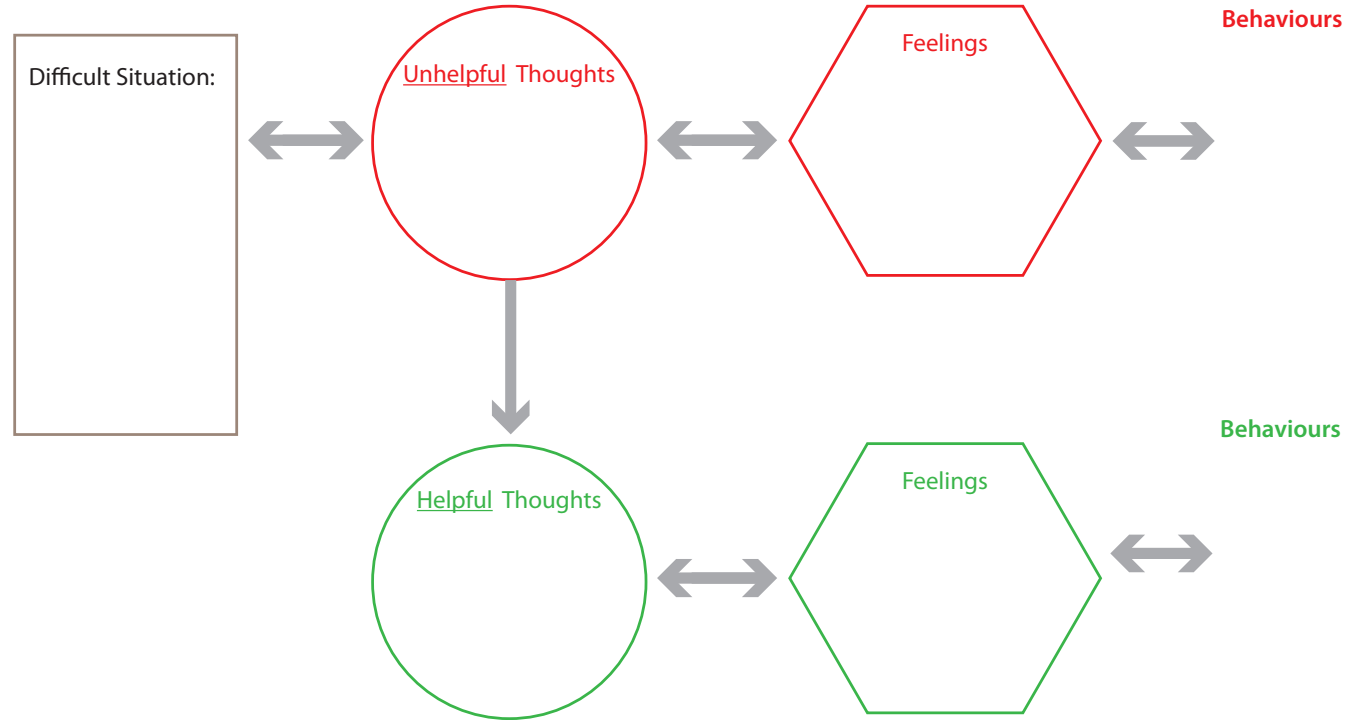 Difficult Situation:
Unhelpful Thoughts
Feelings
Behaviours
Helpful Thoughts
Feelings
Behaviours